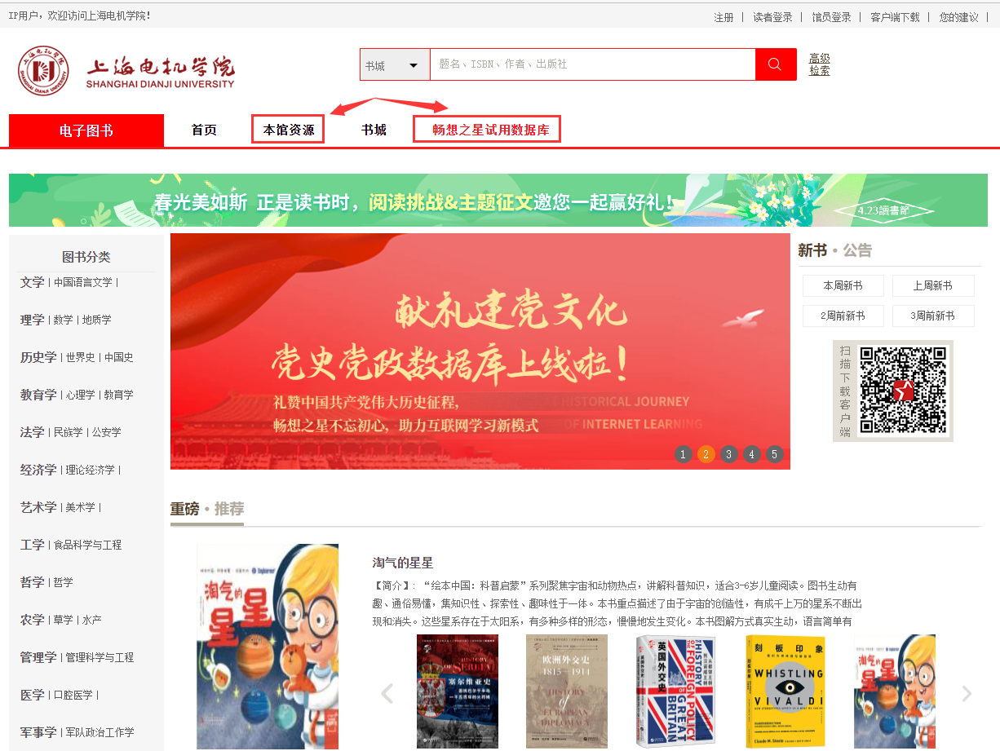 IP用户，欢迎访问上海电机学院！
注册 | 读者登录 | 馆员登录 | 客户端下载 | 您的建议 |
上海电机学院
SHANGHAI DIANJI UNIVERSITY
书城
题名、ISBN、作者、出版社
高级
检索
电子图书
首页
本馆资源
书城
畅想之星试用数据库
春光美如斯 正是读书时，阅读挑战&主题征文邀您一起赢好礼！
4.23讀書節
图书分类
文学 | 中国语言文学 |
理学 | 数学 | 地质学
历史学 | 世界史 | 中国史
教育学 | 心理学 | 教育学
法学 | 民族学 | 公安学
经济学 | 理论经济学 |
艺术学 | 美术学 |
工学 | 食品科学与工程
哲学 | 哲学
农学 | 草学 | 水产
管理学 | 管理科学与工程
医学 | 口腔医学 |
军事学 | 军队政治工作学
献礼建党文化
党史党政数据库上线啦！
礼赞中国共产党伟大历史征程，
HISTORICAL JOURNEY
畅想之星不忘初心，助力互联网学习新模式
OF INTERNET LEARNING
1 2 3 4 5
新书 • 公告
本周新书
上周新书
2周前新书
3周前新书
扫描下载客户端
重磅 • 推荐
淘气的
星星
淘气的星星
【简介】：“绘本中国：科普启蒙”系列聚焦宇宙和动物热点，讲解科普知识，适合3-6岁儿童阅读。图书生动有
趣、通俗易懂，集知识性、探索性、趣味性于一体。本书重点描述了由于宇宙的创造性，有成千上万的星系不断出
现和消失。这些星系存在于太阳系，有多种多样的形态，慢慢地发生变化。本书图解方式真实生动，语言简单有
HISTORY
OF SERBIA
塞尔维亚史
欧洲外交史
1815—1914
HISTORY
of
EUROPEAN
DIPLOMACY
英国外交史
THE HISTORY
OF FOREIGN POLICY
OF GREAT
BRITAIN
刻板印象
WHISTLING
VIVALDI
Claude M. Steele
淘气的
星星